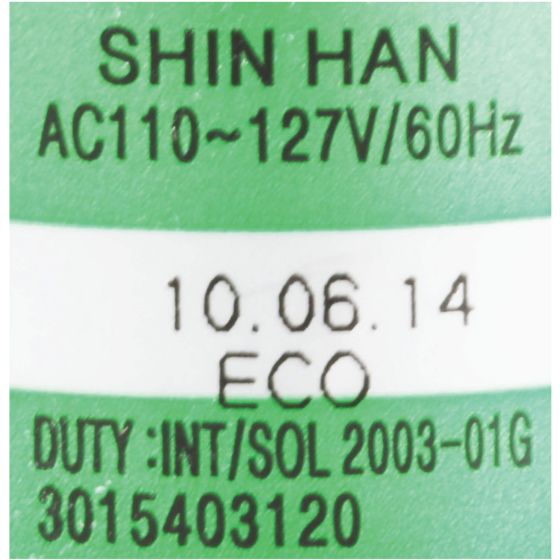 SHIN HAN
AC110~127V/60Hz
10.06.14
ECO
DUTY :INT/SOL 2003-01G
3015403120